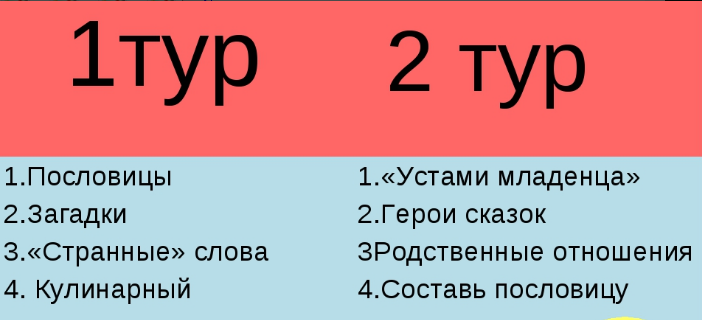 1тур
2 тур
1.Пословицы
2.Загадки
3.«Странные» слова
4. Кулинарный
1.«Устами младенца»
2.Герои сказок
3Родственные отношения
4.Составь пословицу